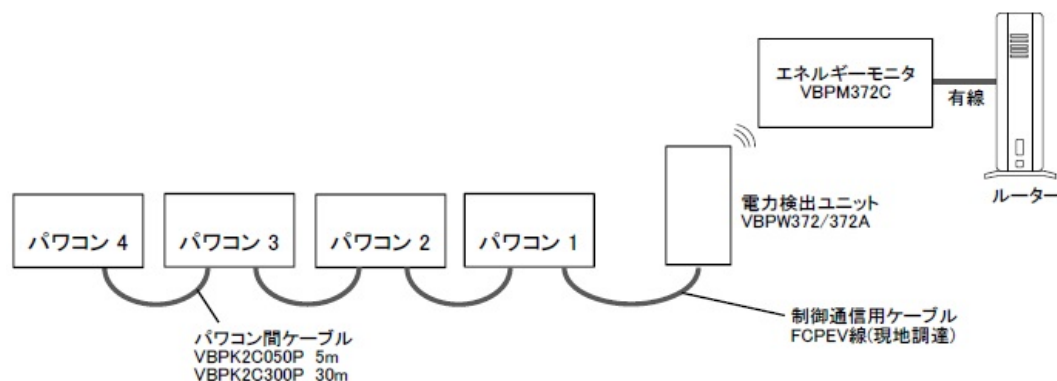 エネルギーモニタ
VBPM372C
有線
ルーター
電力検出ユニット
VBPW372/372A
パワコン 4
パワコン 3
パワコン 2
パワコン 1
制御通信用ケーブル
FCPEV線(現地調達)
パワコン間ケーブル
VBPK2C050P 5m
VBPK2C300P 30m